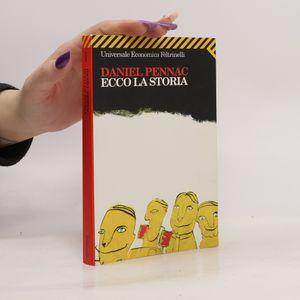 Universale Economica Feltrinelli
DANIEL PENNAC
ECCO LA STORIA